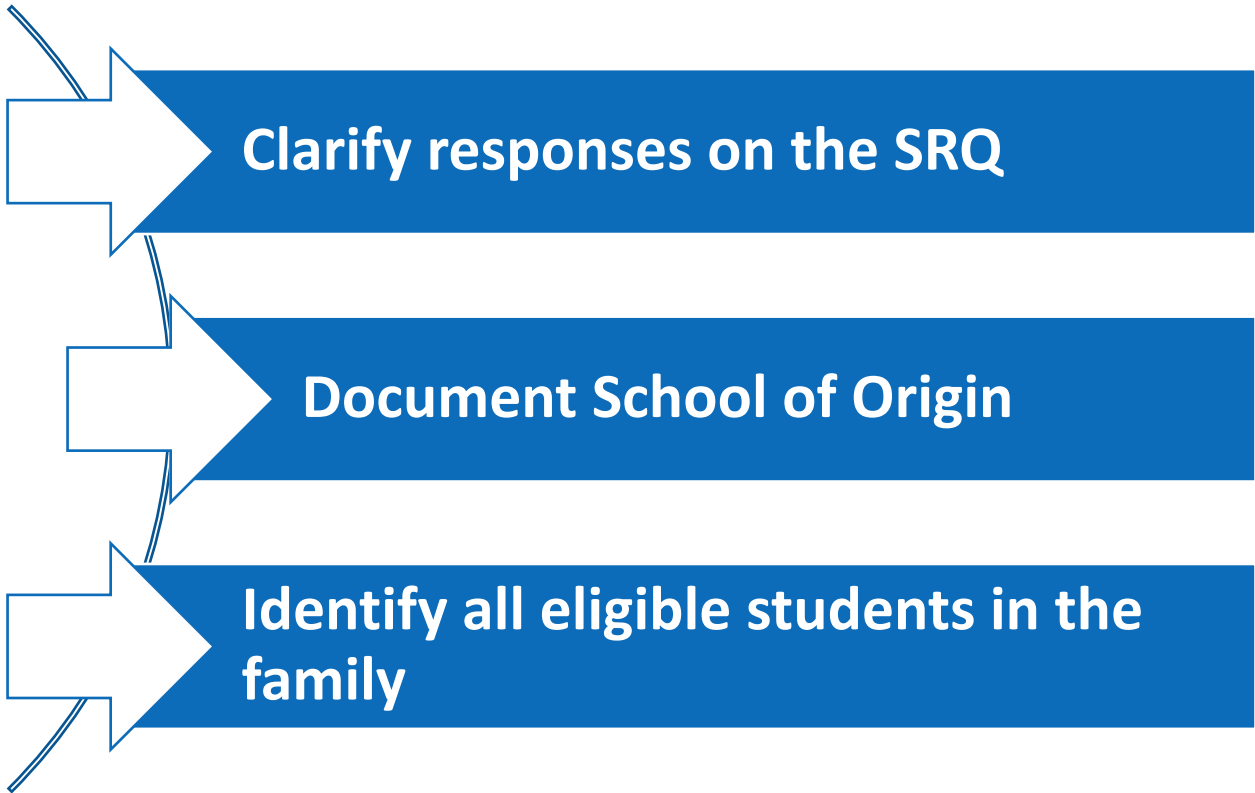 Clarify responses on the SRQ
Document School of Origin
Identify all eligible students in the
family